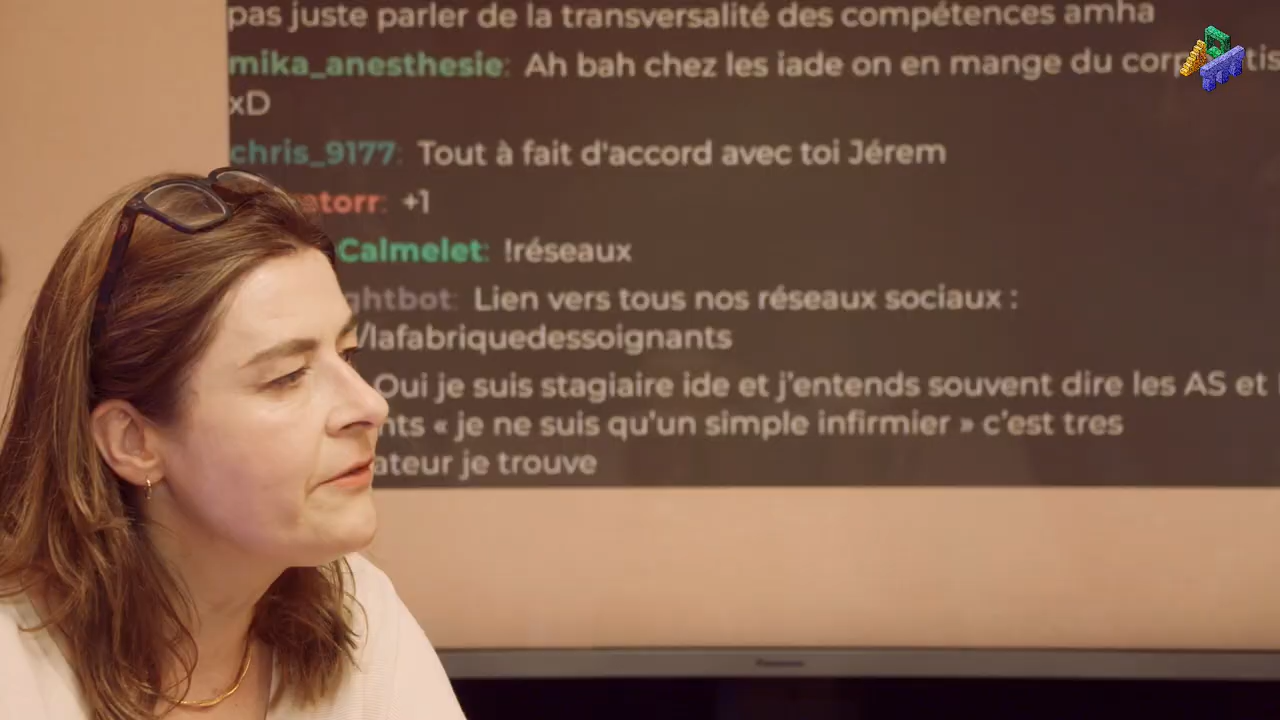 pas juste parler de la transversalité des compétences amha
mika_anesthesie: Ah bah chez les iade on en mange du
xD
chris_9177: Tout à fait d'accord avec toi Jérem
+1
Calmelet: !réseaux
Lien vers tous nos réseaux sociaux :
/lafabriquedessoignants
Oui je suis stagiaire ide et j'entends souvent dire les AS et
« je ne suis qu'un simple infirmier » c'est tres
je trouve
Panasonic